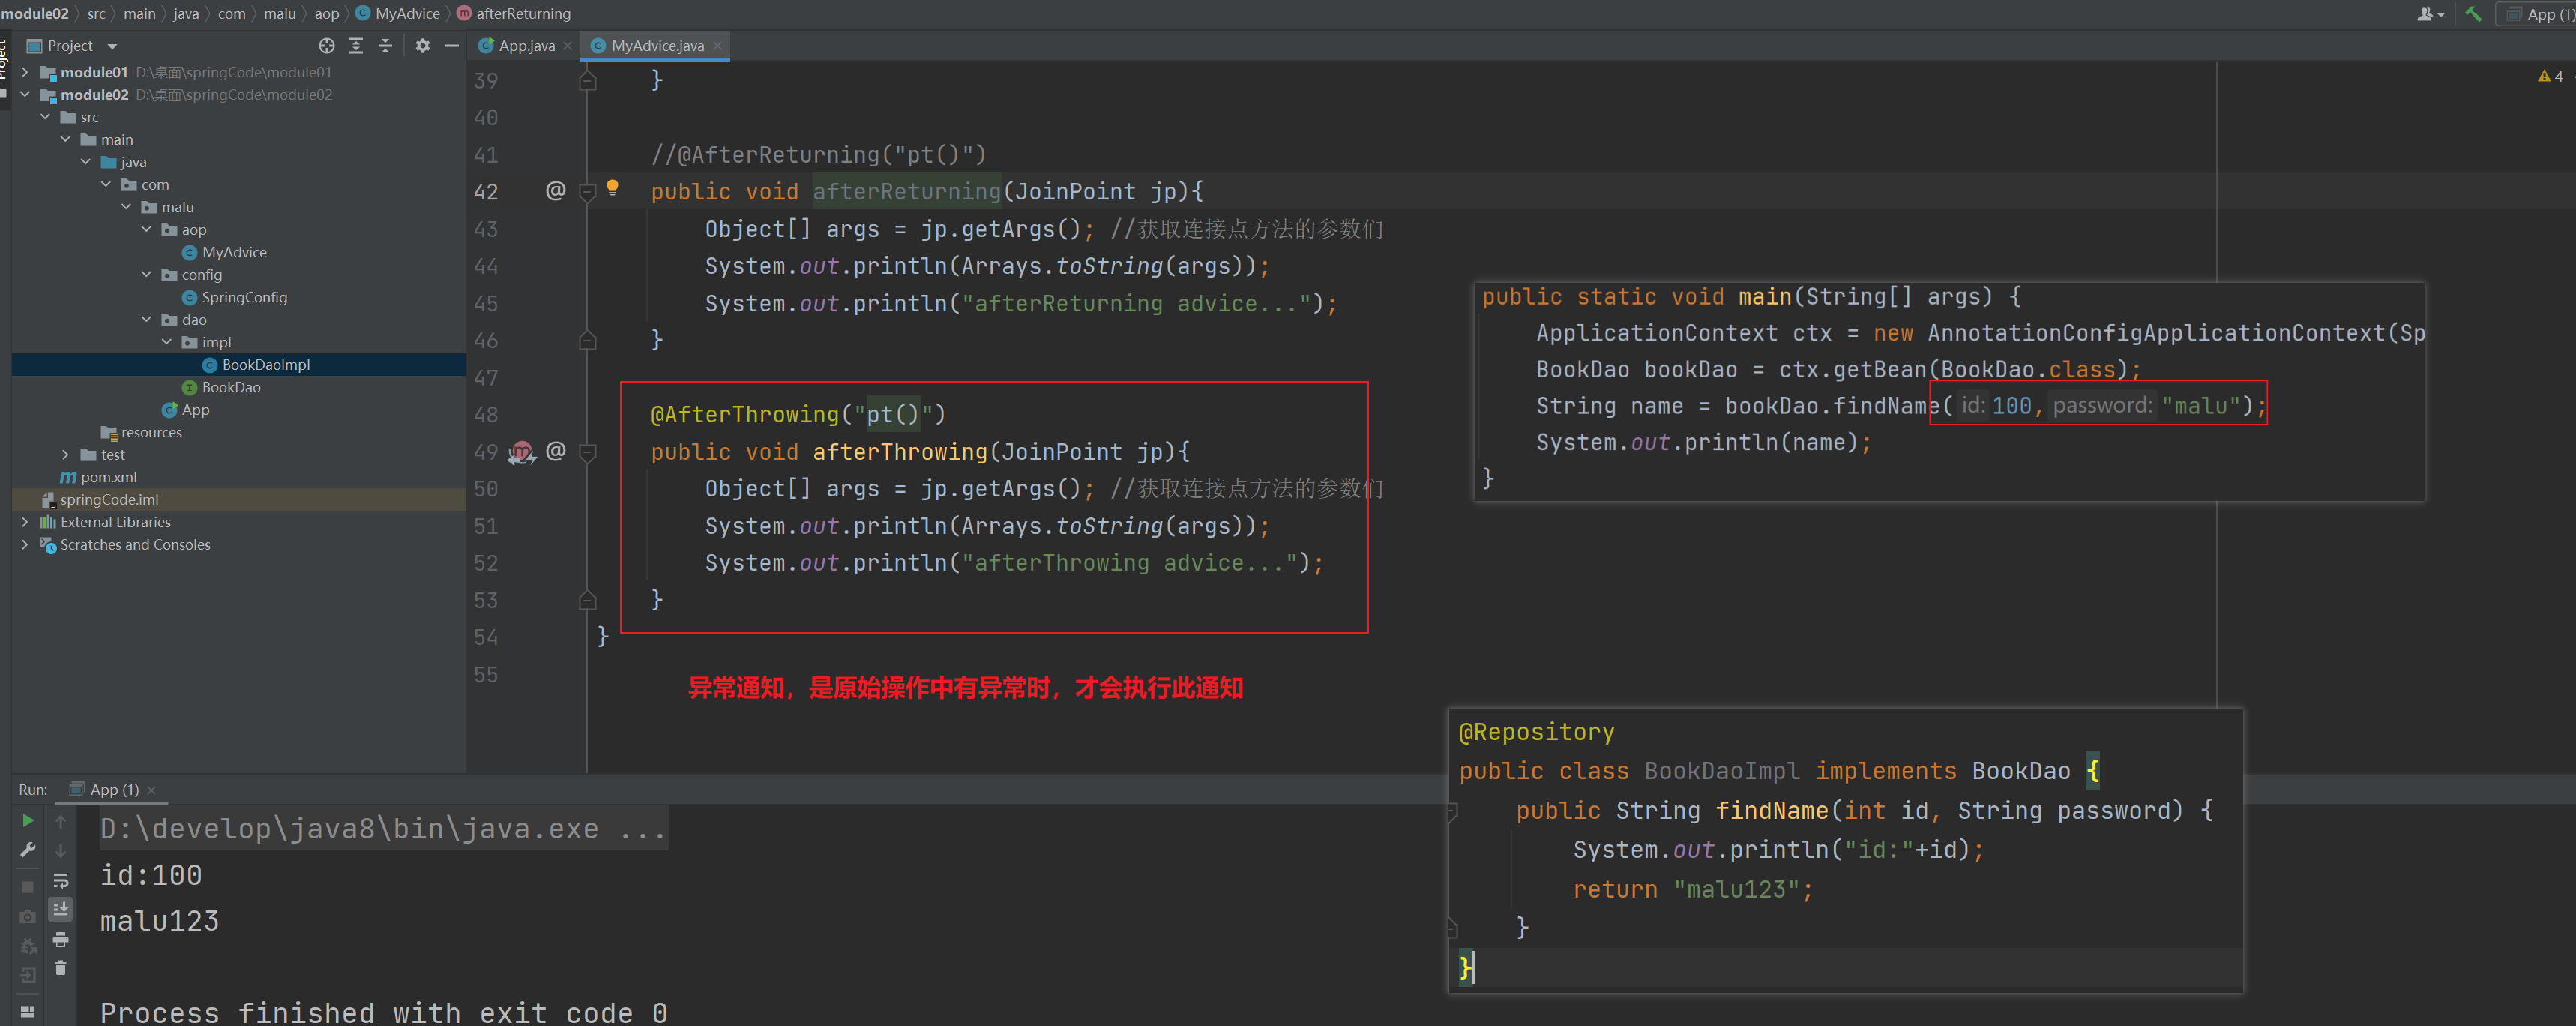 module02 src main java com malu aop MyAdvice afterReturning
App (1)
Project
Project
App.java
MyAdvice.java
module01 D:\桌面\springCode\module01
module02 D:\桌面\springCode\module02
src
main
java
com
malu
aop
MyAdvice
config
SpringConfig
dao
impl
BookDaoImpl
BookDao
App
resources
test
pom.xml
springCode.iml
External Libraries
Scratches and Consoles
4
39 }
40
41 //@AfterReturning("pt()")
42 @ public void afterReturning(JoinPoint jp){
43 Object[] args = jp.getArgs(); //获取连接点方法的参数们
44 System.out.println(Arrays.toString(args));
45 System.out.println("afterReturning advice...");
46 }
47
48 @AfterThrowing("pt()")
49 @ public void afterThrowing(JoinPoint jp){
50 Object[] args = jp.getArgs(); //获取连接点方法的参数们
51 System.out.println(Arrays.toString(args));
52 System.out.println("afterThrowing advice...");
53 }
54 }
55
异常通知，是原始操作中有异常时，才会执行此通知
public static void main(String[] args) {
ApplicationContext ctx = new AnnotationConfigApplicationContext(Sp
BookDao bookDao = ctx.getBean(BookDao.class);
String name = bookDao.findName( id: 100, password: "malu");
System.out.println(name);
}
@Repository
public class BookDaoImpl implements BookDao {
public String findName(int id, String password) {
System.out.println("id:"+id);
return "malu123";
}
}
Run: App (1)
D:\develop\java8\bin\java.exe ...
id:100
malu123
Process finished with exit code 0